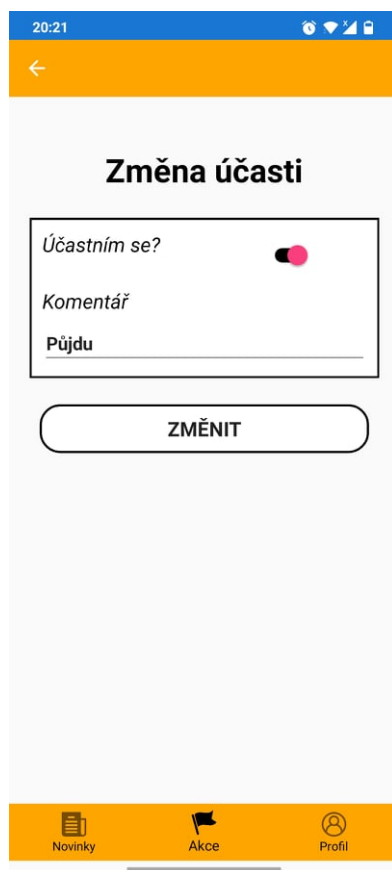 20:21
Změna účasti
Účastním se?
Komentář
Půjdu
ZMĚNIT
Novinky
Akce
Profil